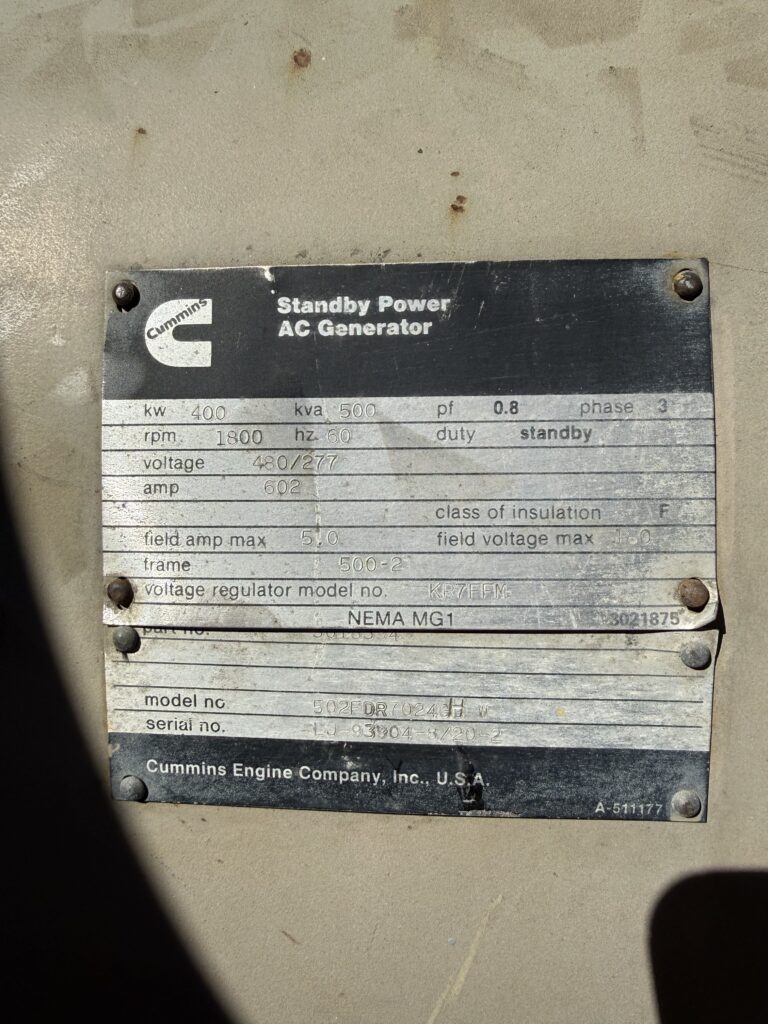 Cummins
Standby Power
AC Generator
kw 400 kva 500 pf 0.8 phase 3
rpm 1800 hz 60 duty standby
voltage 480/277
amp 602
class of insulation F
field amp max 5.0 field voltage max
frame 500-2
voltage regulator model no.
NEMA MG1 3021875
part no.
model no
serial no.
Cummins Engine Company, Inc., U.S.A.
A-511177